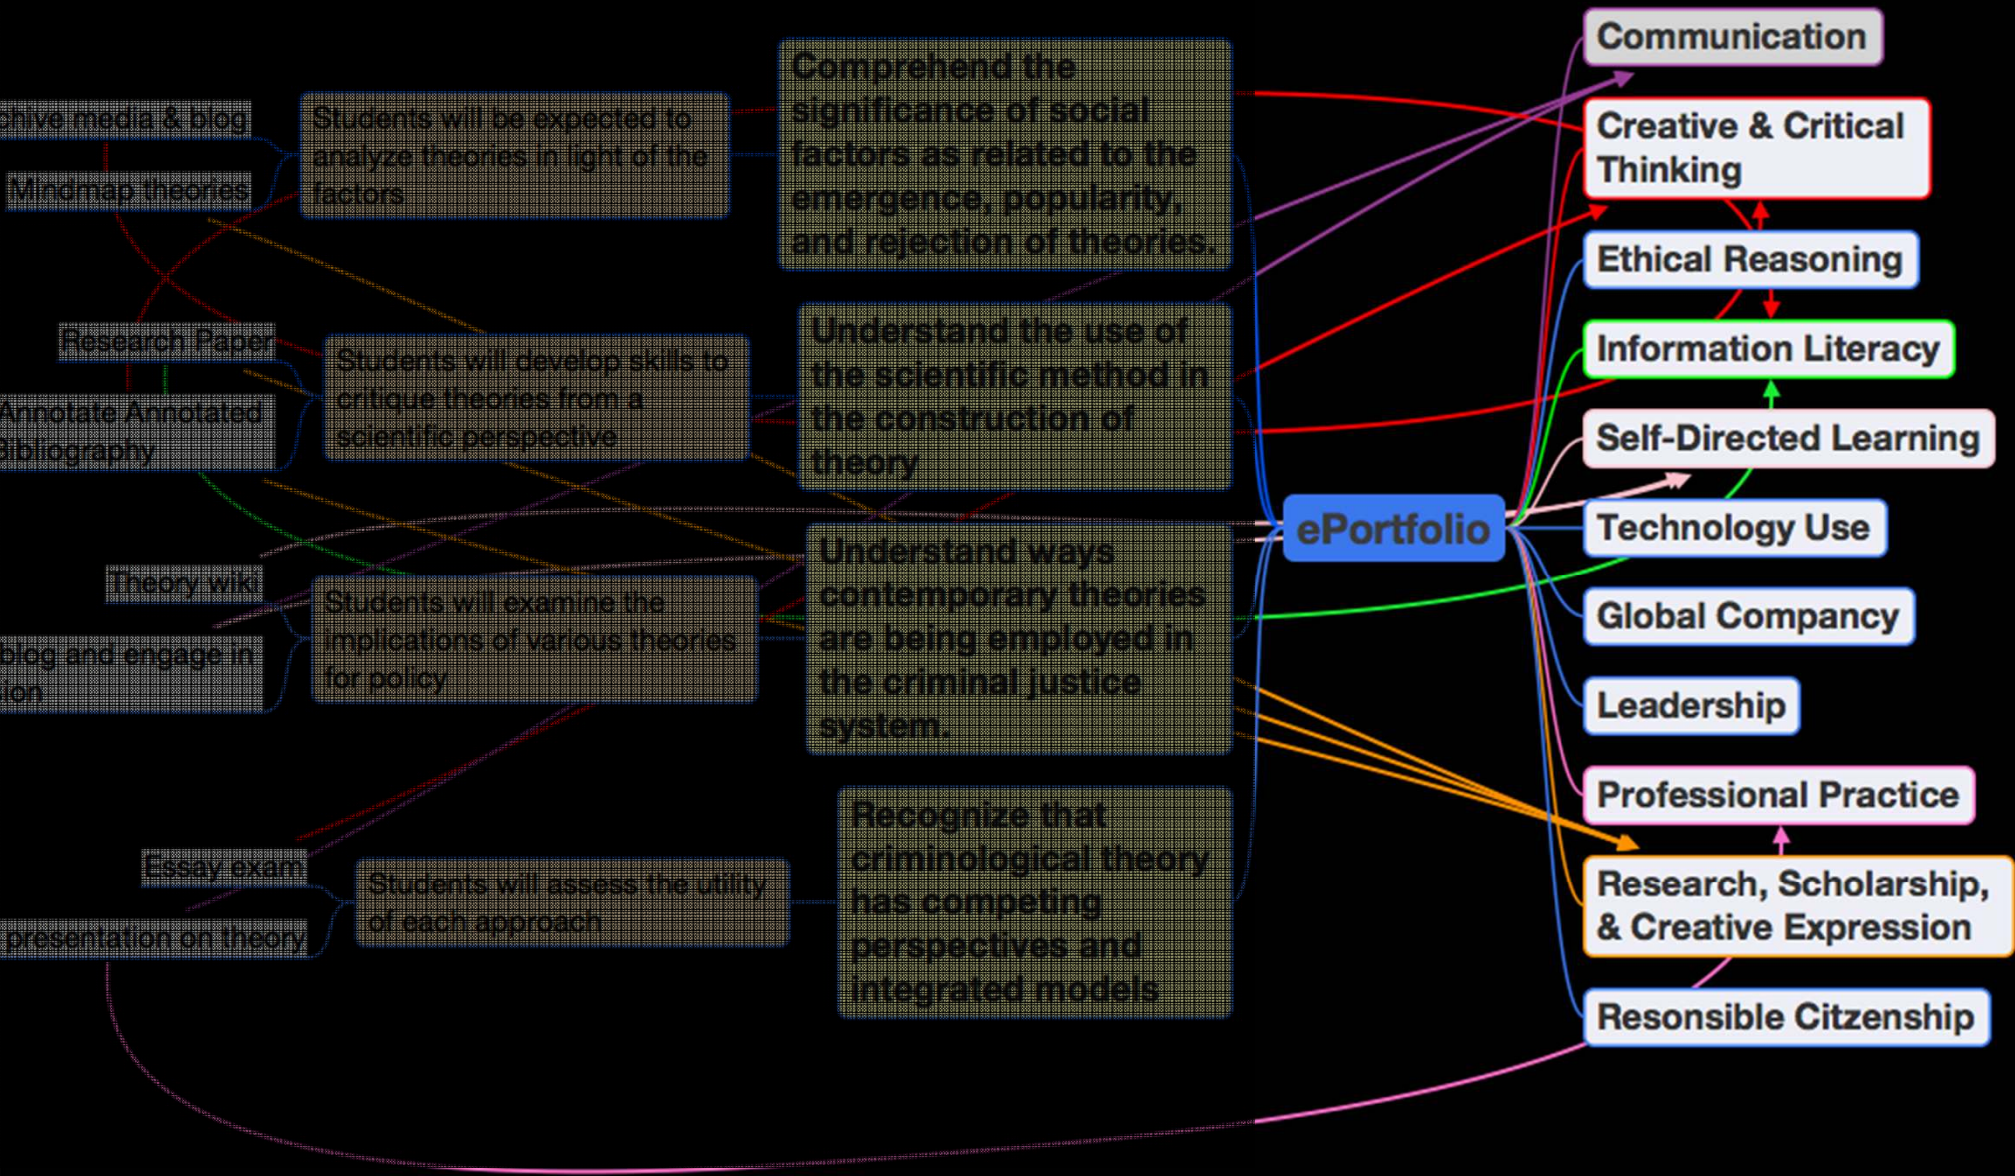 chive media & blog
Mindmap theories
Research Paper
Annotate Annotated
Bibliography
Theory wiki
blog and engage in
ion
Essay exam
presentation on theory
Students will be expected to
analyze theories in light of the
factors
Students will develop skills to
critique theories from a
scientific perspective
Students will examine the
implications of various theories
for policy
Students will assess the utility
of each approach
Comprehend the
significance of social
factors as related to the
emergence, popularity,
and rejection of theories.
Understand the use of
the scientific method in
the construction of
theory
Understand ways
contemporary theories
are being employed in
the criminal justice
system.
Recognize that
criminological theory
has competing
perspectives and
integrated models
ePortfolio
Communication
Creative & Critical
Thinking
Ethical Reasoning
Information Literacy
Self-Directed Learning
Technology Use
Global Compancy
Leadership
Professional Practice
Research, Scholarship,
& Creative Expression
Resonsible Citzenship